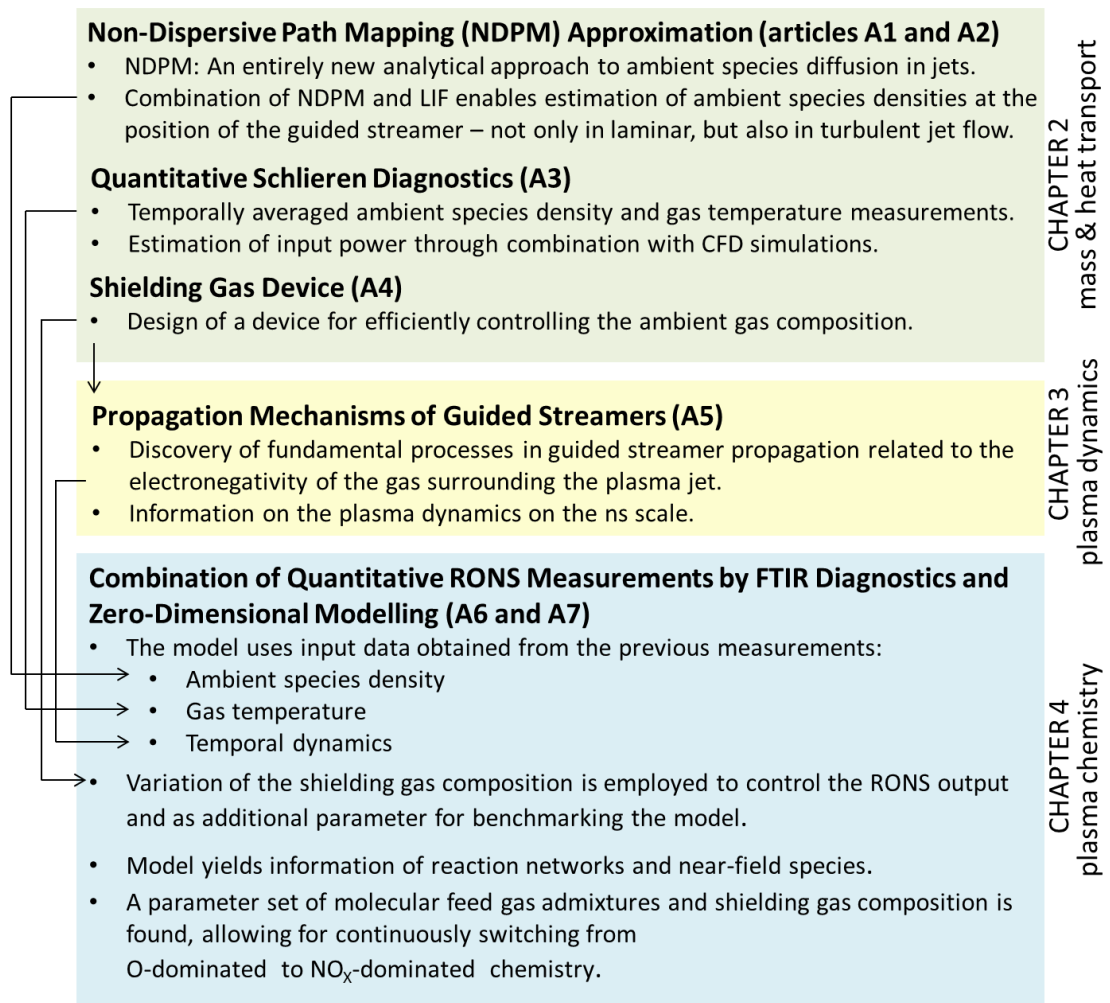 Non-Dispersive Path Mapping (NDPM) Approximation (articles A1 and A2)
• NDPM: An entirely new analytical approach to ambient species diffusion in jets.
• Combination of NDPM and LIF enables estimation of ambient species densities at the
position of the guided streamer – not only in laminar, but also in turbulent jet flow.
Quantitative Schlieren Diagnostics (A3)
• Temporally averaged ambient species density and gas temperature measurements.
• Estimation of input power through combination with CFD simulations.
Shielding Gas Device (A4)
• Design of a device for efficiently controlling the ambient gas composition.
CHAPTER 2
mass & heat transport
Propagation Mechanisms of Guided Streamers (A5)
• Discovery of fundamental processes in guided streamer propagation related to the
electronegativity of the gas surrounding the plasma jet.
• Information on the plasma dynamics on the ns scale.
CHAPTER 3
plasma dynamics
Combination of Quantitative RONS Measurements by FTIR Diagnostics and
Zero-Dimensional Modelling (A6 and A7)
• The model uses input data obtained from the previous measurements:
• Ambient species density
• Gas temperature
• Temporal dynamics
• Variation of the shielding gas composition is employed to control the RONS output
and as additional parameter for benchmarking the model.
• Model yields information of reaction networks and near-field species.
• A parameter set of molecular feed gas admixtures and shielding gas composition is
found, allowing for continuously switching from
O-dominated to NOX-dominated chemistry.
CHAPTER 4
plasma chemistry